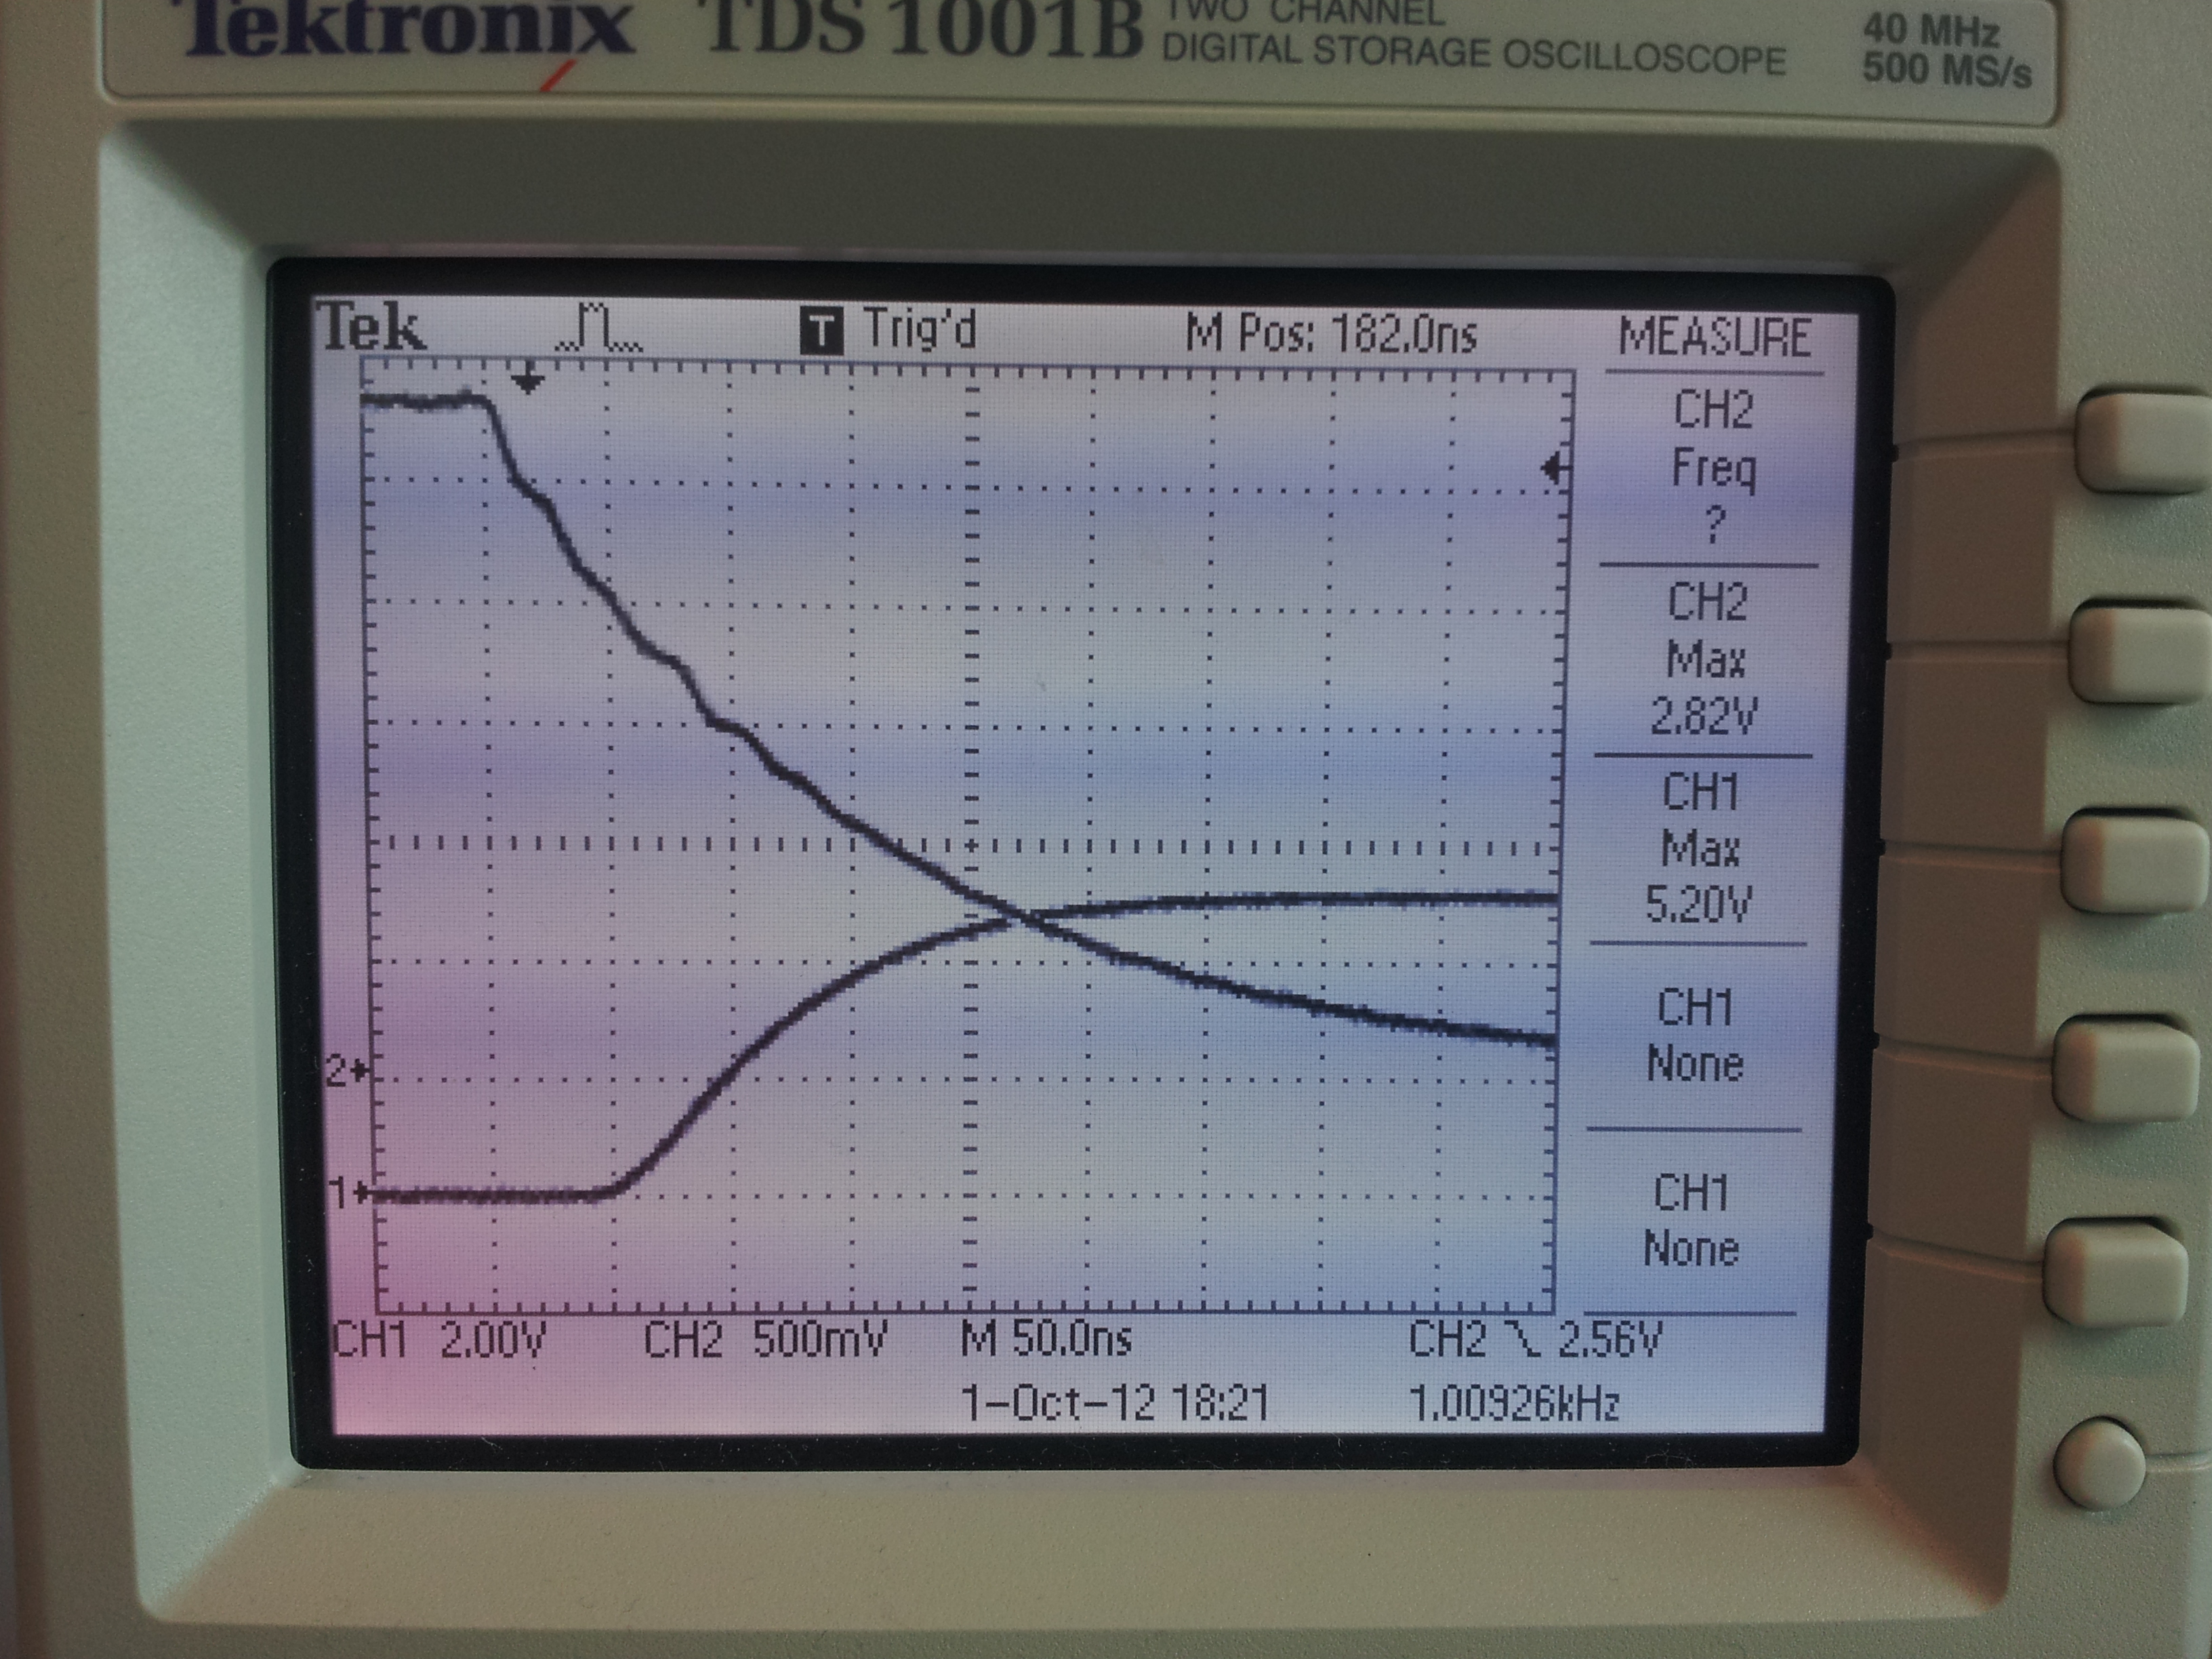 Tektronix TDS 1001B TWO CHANNEL
DIGITAL STORAGE OSCILLOSCOPE
40 MHz
500 MS/s
Tek T Trig'd M Pos: 182.0ns MEASURE
CH2
Freq
?
CH2
Max
2.82V
CH1
Max
5.20V
CH1
None
CH1
None
2
1
CH1 2.00V CH2 500mV M 50.0ns CH2 2.56V
1-Oct-12 18:21 1.00926kHz